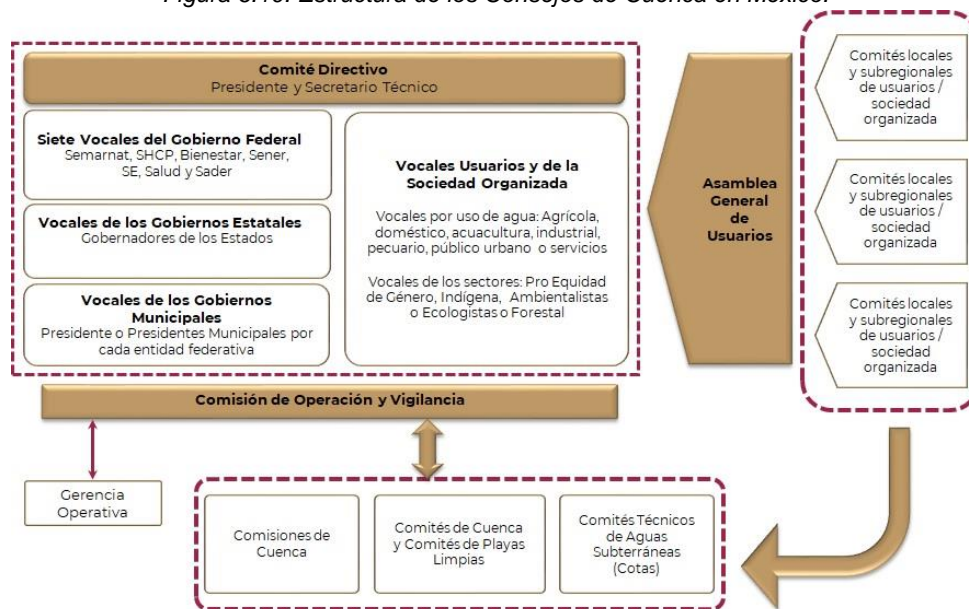 Figura 3.10. Estructura de los Consejos de Cuenca en México.
Comité Directivo
Presidente y Secretario Técnico
Siete Vocales del Gobierno Federal
Semarnat, SHCP, Bienestar, Sener,
SE, Salud y Sader
Vocales de los Gobiernos Estatales
Gobernadores de los Estados
Vocales de los Gobiernos
Municipales
Presidente o Presidentes Municipales por
cada entidad federativa
Vocales Usuarios y de la
Sociedad Organizada
Vocales por uso de agua: Agrícola,
doméstico, acuacultura, industrial,
pecuario, público urbano o servicios
Vocales de los sectores: Pro Equidad
de Género, Indígena, Ambientalistas
o Ecologistas o Forestal
Asamblea
General
de
Usuarios
Comités locales
y subregionales
de usuarios /
sociedad
organizada
Comités locales
y subregionales
de usuarios /
sociedad
organizada
Comités locales
y subregionales
de usuarios /
sociedad
organizada
Comisión de Operación y Vigilancia
Gerencia
Operativa
Comisiones de
Cuenca
Comités de Cuenca
y Comités de Playas
Limpias
Comités Técnicos
de Aguas
Subterráneas
(Cotas)